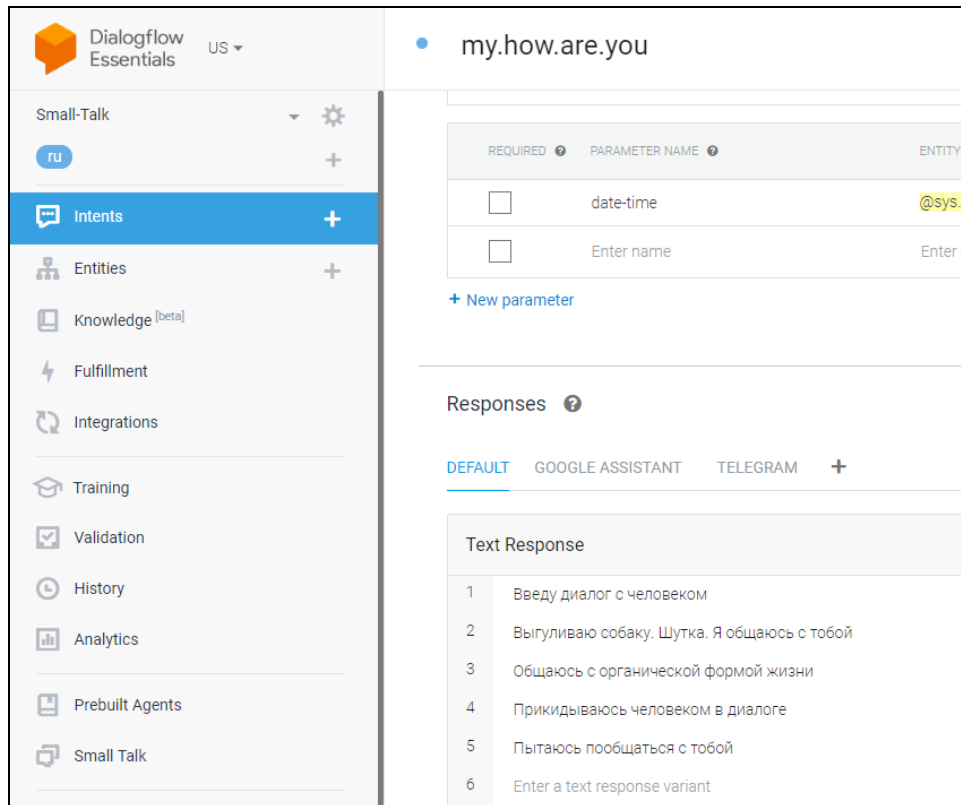 Dialogflow
Essentials
US
my.how.are.you
Small-Talk
ru
REQUIRED
PARAMETER NAME
ENTITY
Intents
date-time
@sys.
Entities
Enter name
Enter
Knowledge [beta]
+ New parameter
Fulfillment
Responses
Integrations
DEFAULT
GOOGLE ASSISTANT
TELEGRAM
Training
Validation
Text Response
History
1 Введу диалог с человеком
2 Выгуливаю собаку. Шутка. Я общаюсь с тобой
Analytics
3 Общаюсь с органической формой жизни
Prebuilt Agents
4 Прикидываюсь человеком в диалоге
5 Пытаюсь пообщаться с тобой
Small Talk
6 Enter a text response variant